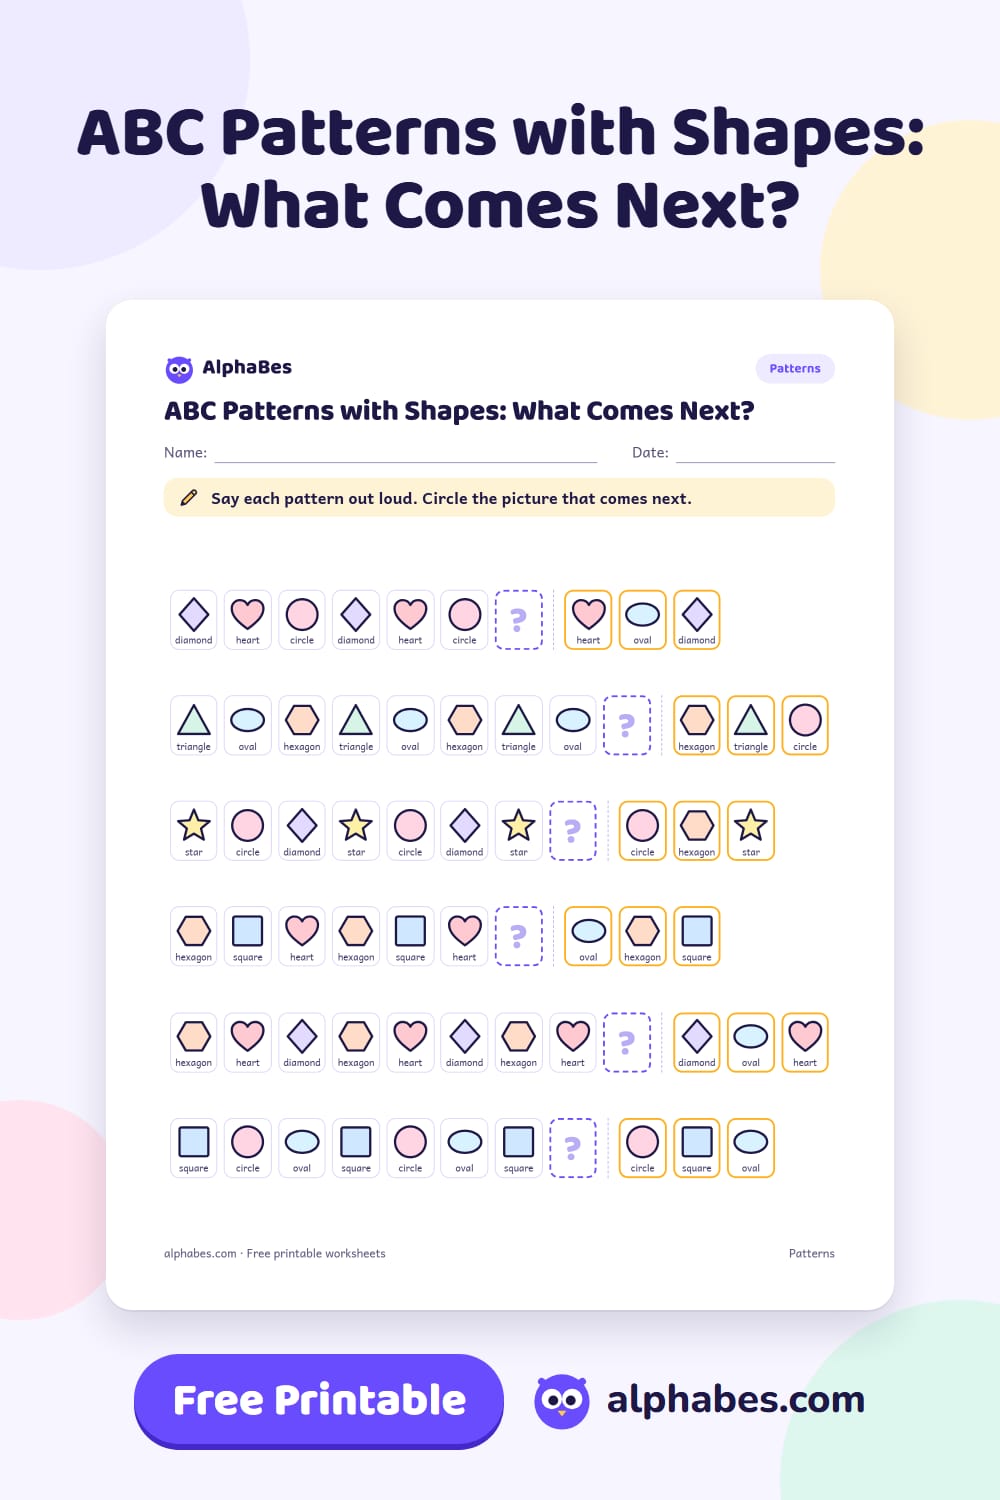 ABC Patterns with Shapes:
What Comes Next?
AlphaBes
Patterns
ABC Patterns with Shapes: What Comes Next?
Name: Date:
Say each pattern out loud. Circle the picture that comes next.
? 
diamond heart circle diamond heart circle heart oval diamond
?
triangle oval hexagon triangle oval hexagon triangle oval hexagon triangle circle
?
star circle diamond star circle diamond star circle hexagon star
?
hexagon square heart hexagon square heart oval hexagon square
?
hexagon heart diamond hexagon heart diamond hexagon heart diamond oval heart
?
square circle oval square circle oval square circle square oval
alphabes.com · Free printable worksheets Patterns
Free Printable
alphabes.com